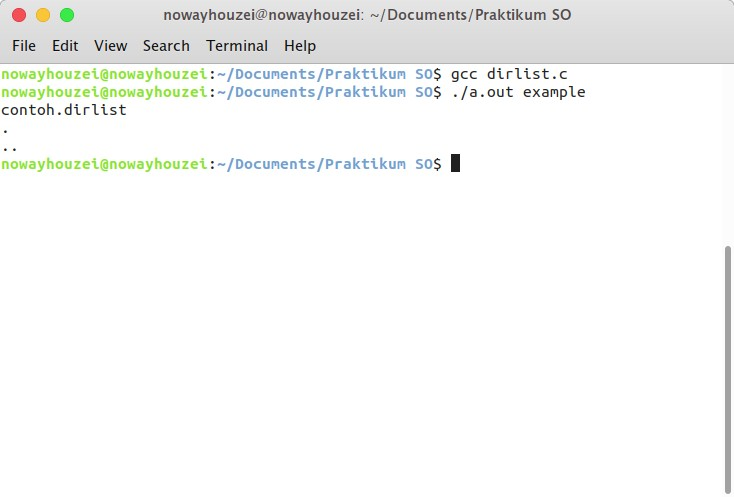 nowayhouzei@nowayhouzei: ~/Documents/Praktikum SO
File Edit View Search Terminal Help
nowayhouzei@nowayhouzei:~/Documents/Praktikum SO$ gcc dirlist.c
nowayhouzei@nowayhouzei:~/Documents/Praktikum SO$ ./a.out example
contoh.dirlist
.
..
nowayhouzei@nowayhouzei:~/Documents/Praktikum SO$